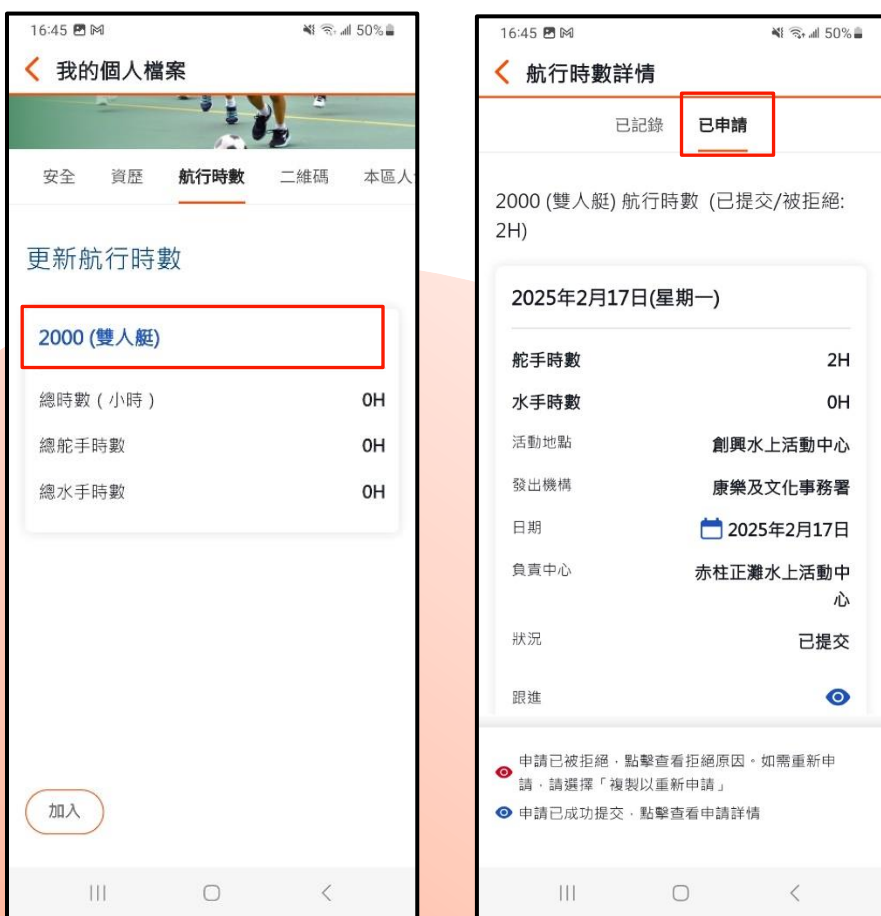 16:45 50%
我的個人檔案
安全 資歷 航行時數 二維碼 本區人
更新航行時數
2000 (雙人艇)
總時數 ( 小時 ) 0H
總舵手時數 0H
總水手時數 0H
加入
16:45 50%
航行時數詳情
已記錄 已申請
2000 (雙人艇) 航行時數 (已提交/被拒絕:
2H)
2025年2月17日(星期一)
舵手時數 2H
水手時數 0H
活動地點 創興水上活動中心
發出機構 康樂及文化事務署
日期 2025年2月17日
負責中心 赤柱正灘水上活動中
心
狀況 已提交
跟進
申請已被拒絕，點擊查看拒絕原因。如需重新申
請，請選擇「複製以重新申請」
申請已成功提交，點擊查看申請詳情